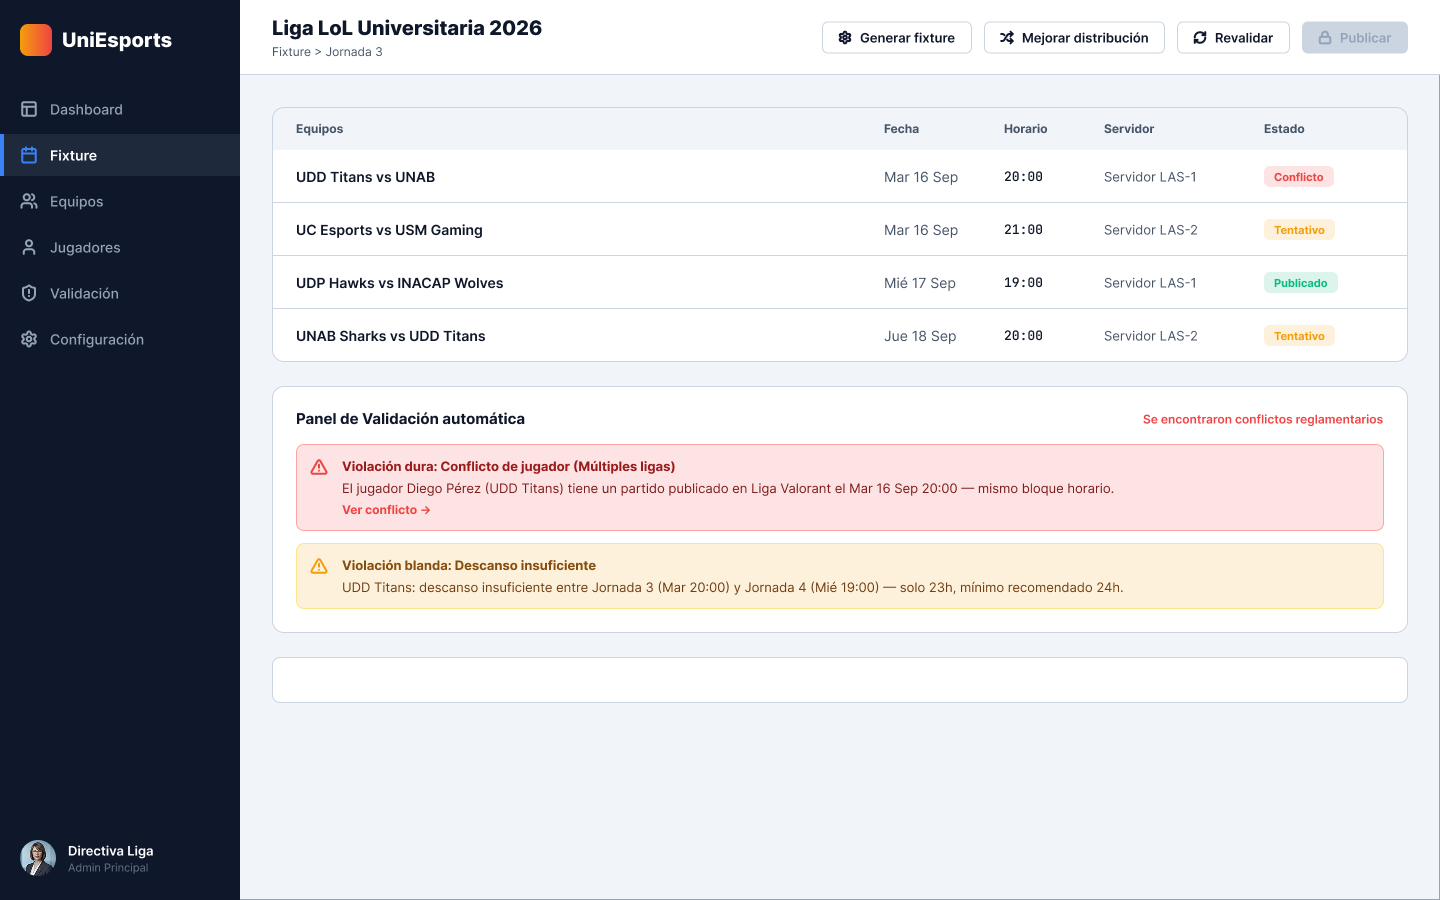 UniEsports
Dashboard
Fixture
Equipos
Jugadores
Validación
Configuración
Directiva Liga
Admin Principal
Liga LoL Universitaria 2026
Fixture > Jornada 3
Generar fixture
Mejorar distribución
Revalidar
Publicar
Equipos Fecha Horario Servidor Estado
UDD Titans vs UNAB Mar 16 Sep 20:00 Servidor LAS-1 Conflicto
UC Esports vs USM Gaming Mar 16 Sep 21:00 Servidor LAS-2 Tentativo
UDP Hawks vs INACAP Wolves Mié 17 Sep 19:00 Servidor LAS-1 Publicado
UNAB Sharks vs UDD Titans Jue 18 Sep 20:00 Servidor LAS-2 Tentativo
Panel de Validación automática
Se encontraron conflictos reglamentarios
Violación dura: Conflicto de jugador (Múltiples ligas)
El jugador Diego Pérez (UDD Titans) tiene un partido publicado en Liga Valorant el Mar 16 Sep 20:00 — mismo bloque horario.
Ver conflicto →
Violación blanda: Descanso insuficiente
UDD Titans: descanso insuficiente entre Jornada 3 (Mar 20:00) y Jornada 4 (Mié 19:00) — solo 23h, mínimo recomendado 24h.